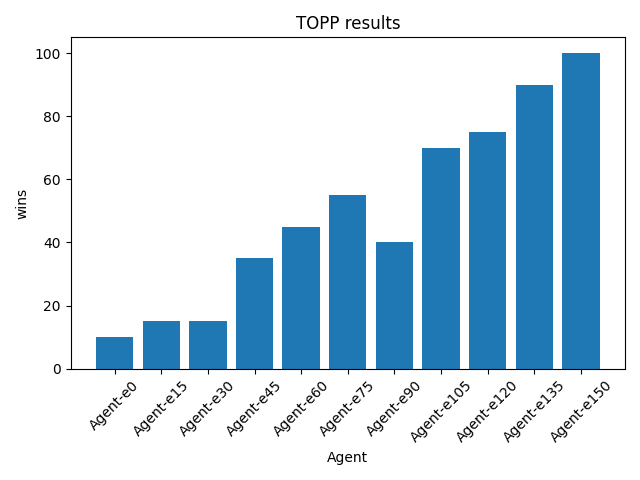 TOPP results
wins
100
80
60
40
20
0
Agent-e0
Agent-e15
Agent-e30
Agent-e45
Agent-e60
Agent-e75
Agent-e90
Agent-e105
Agent-e120
Agent-e135
Agent-e150
Agent